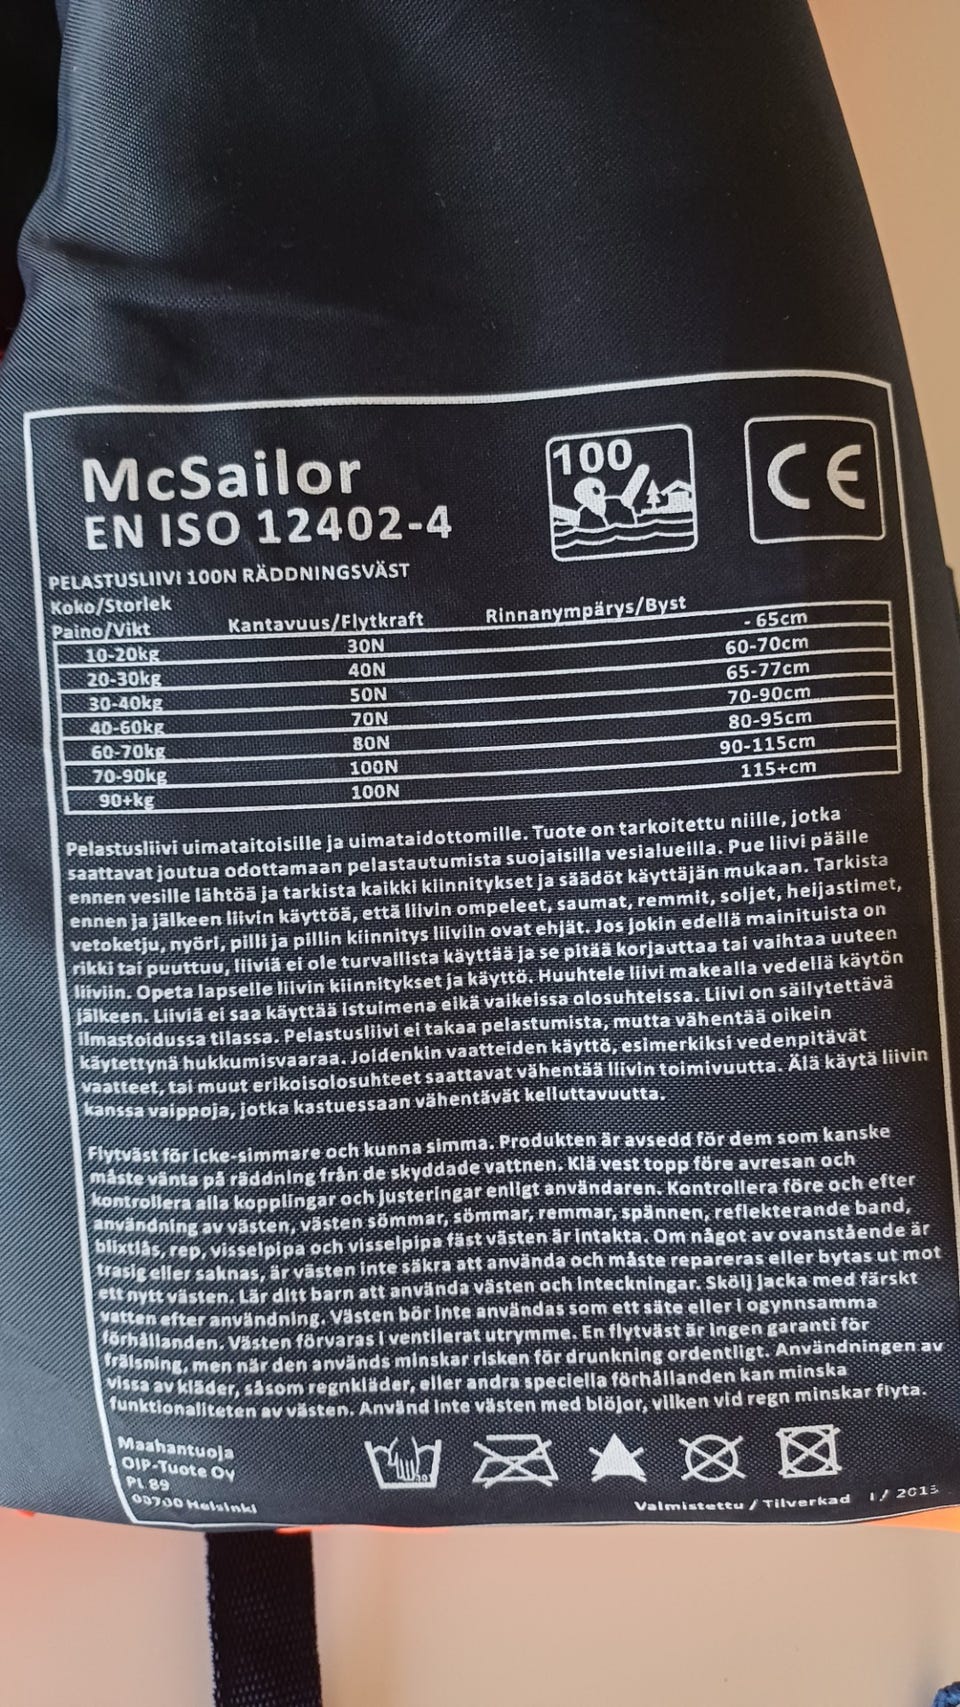 McSailor
EN ISO 12402-4
100
CE
PELASTUSLIIVI 100N RÄDDNINGSVÄST
Koko/Storlek
Paino/Vikt Kantavuus/Flytkraft Rinnanympärys/Byst
10-20kg 30N - 65cm
20-30kg 40N 60-70cm
30-40kg 50N 65-77cm
40-60kg 70N 70-90cm
60-70kg 80N 80-95cm
70-90kg 100N 90-115cm
90+kg 100N 115+cm
Pelastusliivi uimataitoisille ja uimataidottomille. Tuote on tarkoitettu niille, jotka
saattavat joutua odottamaan pelastautumista suojaisilla vesialueilla. Pue liivi päälle
ennen vesille lähtöä ja tarkista kaikki kiinnitykset ja säädöt käyttäjän mukaan. Tarkista
ennen ja jälkeen liivin käyttöä, että liivin ompeleet, saumat, remmit, soljet, heijastimet,
vetoketju, nyöri, pilli ja pillin kiinnitys liiviin ovat ehjät. Jos jokin edellä mainituista on
rikki tai puuttuu, liiviä ei ole turvallista käyttää ja se pitää korjauttaa tai vaihtaa uuteen
liiviin. Opeta lapselle liivin kiinnitykset ja käyttö. Huuhtele liivi makealla vedellä käytön
jälkeen. Liiviä ei saa käyttää istuimena eikä vaikeissa olosuhteissa. Liivi on säilytettävä
ilmastoidussa tilassa. Pelastusliivi ei takaa pelastumista, mutta vähentää oikein
käytettynä hukkumisvaaraa. Joidenkin vaatteiden käyttö, esimerkiksi vedenpitävät
vaatteet, tai muut erikoisolosuhteet saattavat vähentää liivin toimivuutta. Älä käytä liivin
kanssa vaippoja, jotka kastuessaan vähentävät kelluttavuutta.
Flytväst för icke-simmare och kunna simma. Produkten är avsedd för dem som kanske
måste vänta på räddning från de skyddade vattnen. Klä vest topp före avresan och
kontrollera alla kopplingar och justeringar enligt användaren. Kontrollera före och efter
användning av västen, västen sömmar, sömmar, remmar, spännen, reflekterande band,
blixtlås, rep, visselpipa och visselpipa fäst västen är intakta. Om något av ovanstående är
trasig eller saknas, är västen inte säkra att använda och måste repareras eller bytas ut mot
ett nytt västen. Lär ditt barn att använda västen och inteckningar. Skölj jacka med färskt
vatten efter användning. Västen bör inte användas som ett säte eller i ogynnsamma
förhållanden. Västen förvaras i ventilerat utrymme. En flytväst är ingen garanti för
frälsning, men när den används minskar risken för drunkning ordentligt. Användningen av
vissa av kläder, såsom regnkläder, eller andra speciella förhållanden kan minska
funktionaliteten av västen. Använd inte västen med blöjor, vilken vid regn minskar flyta.
Maahantuoja
OIP-Tuote Oy
PL 89
00700 Helsinki
30
Valmistettu / Tilverkad 1 /